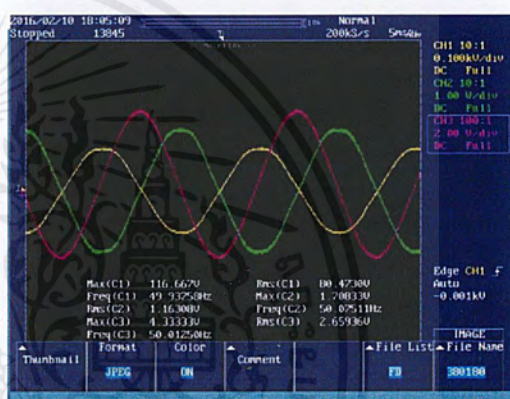 2016/02/10 18:05:09
Normal
Stopped 13845 200kS/s 5ms/div
CH1 10:1
0.100kV/div
DC Full
CH2 10:1
1.00 V/div
DC Full
CH3 100:1
2.00 V/div
DC Full
Edge CH1
Auto
-0.001kV
Max(C1) 116.667V Rms(C1) 80.4730V
Freq(C1) 49.93758Hz Max(C2) 1.70833V
Rms(C2) 1.16308V Freq(C2) 50.07511Hz
Max(C3) 4.33333V Rms(C3) 2.65936V
Freq(C3) 50.01250Hz
IMAGE
Thumbnail Format Color Comment File List File Name
JPEG ON FD 380180